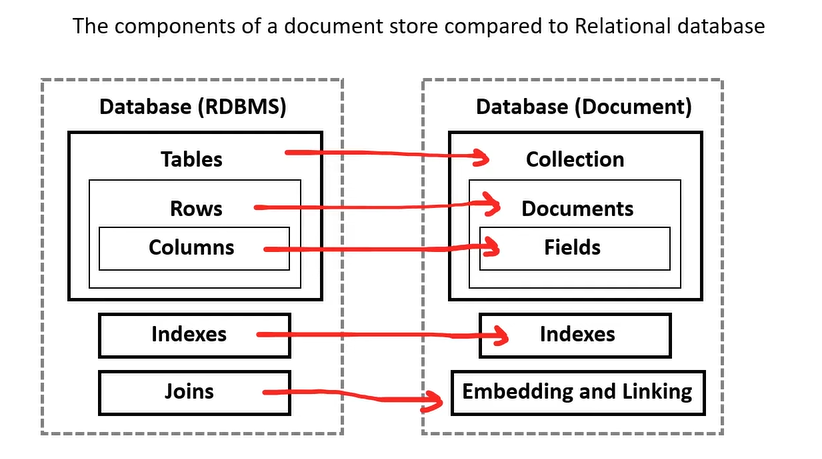 The components of a document store compared to Relational database
Database (RDBMS)
Tables
Rows
Columns
Indexes
Joins
Database (Document)
Collection
Documents
Fields
Indexes
Embedding and Linking